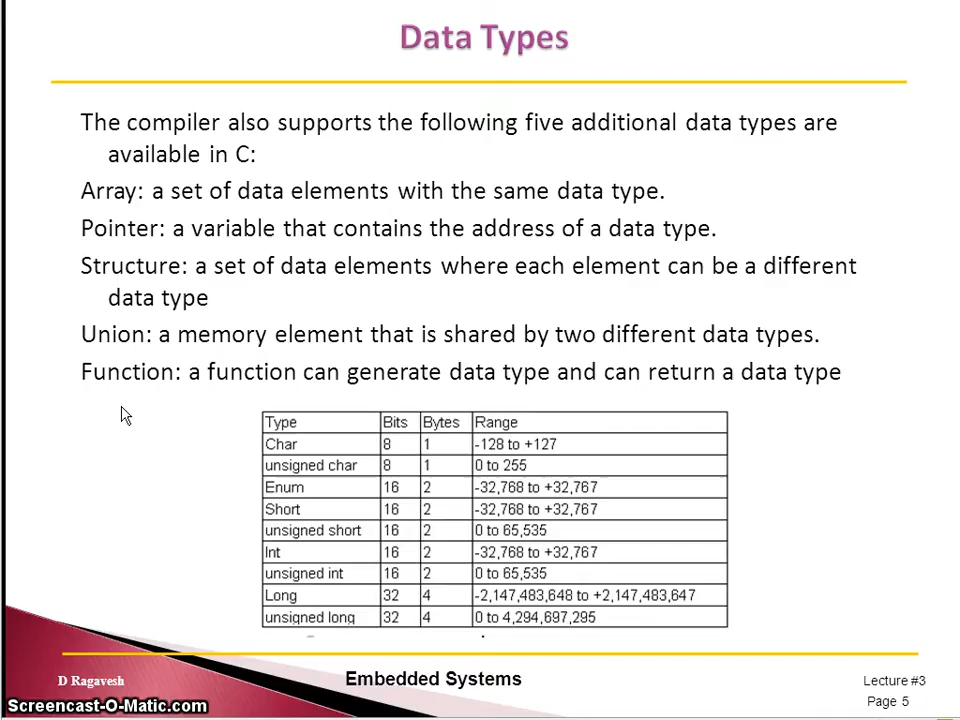 Data Types
The compiler also supports the following five additional data types are
available in C:
Array: a set of data elements with the same data type.
Pointer: a variable that contains the address of a data type.
Structure: a set of data elements where each element can be a different
data type
Union: a memory element that is shared by two different data types.
Function: a function can generate data type and can return a data type
Type Bits Bytes Range
Char 8 1 -128 to +127
unsigned char 8 1 0 to 255
Enum 16 2 -32,768 to +32,767
Short 16 2 -32,768 to +32,767
unsigned short 16 2 0 to 65,535
Int 16 2 -32,768 to +32,767
unsigned int 16 2 0 to 65,535
Long 32 4 -2,147,483,648 to +2,147,483,647
unsigned long 32 4 0 to 4,294,697,295
D Ragavesh Embedded Systems Lecture #3
Page 5
Screencast-O-Matic.com